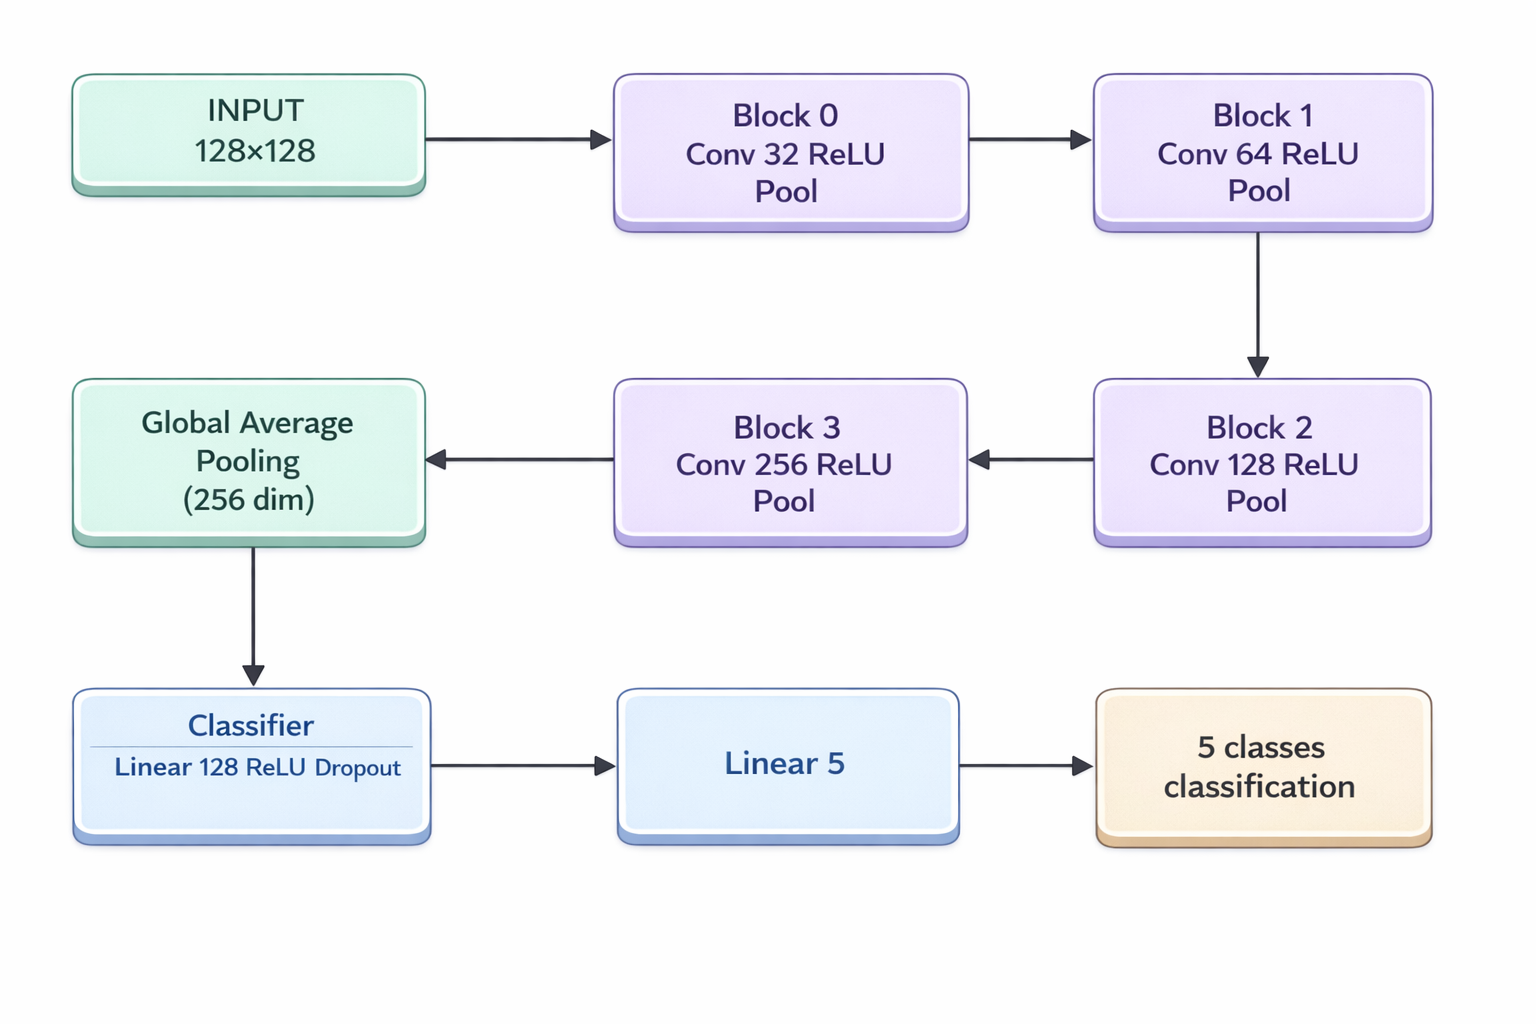 INPUT
128×128
Block 0
Conv 32 ReLU
Pool
Block 1
Conv 64 ReLU
Pool
Block 2
Conv 128 ReLU
Pool
Block 3
Conv 256 ReLU
Pool
Global Average
Pooling
(256 dim)
Classifier
Linear 128 ReLU Dropout
Linear 5
5 classes
classification